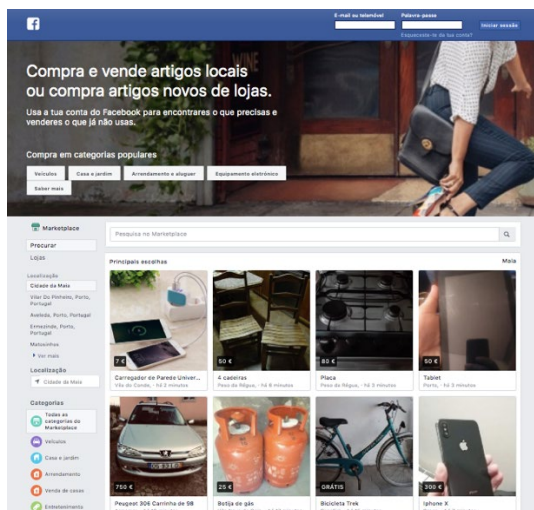 f
E-mail ou telemóvel
Palavra-passe
Iniciar sessão
Esqueceste-te da tua conta?
Compra e vende artigos locais
ou compra artigos novos de lojas.
Usa a tua conta do Facebook para encontrares o que precisas e
venderes o que já não usas.
Compra em categorias populares
Veículos
Casa e jardim
Arrendamento e aluguer
Equipamento eletrónico
Saber mais
Marketplace
Pesquisa no Marketplace
Procurar
Lojas
Localização
Cidade da Maia
Vilar Do Pinheiro, Porto,
Portugal
Aveleda, Porto, Portugal
Ermezinde, Porto,
Portugal
Matosinhos
Ver mais
Localização
Cidade da Maia
Categorias
Todas as
categorias do
Marketplace
Veículos
Casa e jardim
Arrendamento
Venda de casas
Entretenimento
Principais escolhas
Mais
7 €
Carregador de Parede Univer...
Vila do Conde, - há 2 minutos
50 €
4 cadeiras
Peso da Régua, - há 6 minutos
80 €
Placa
Peso da Régua, - há 3 minutos
50 €
Tablet
Porto, - há 3 minutos
750 €
Peugeot 306 Carrinha de 98
25 €
Botija de gás
GRÁTIS
Bicicleta Trek
300 €
Iphone X